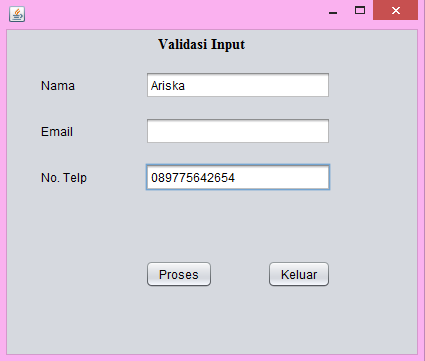 Validasi Input
Nama Ariska
Email
No. Telp 089775642654
Proses Keluar